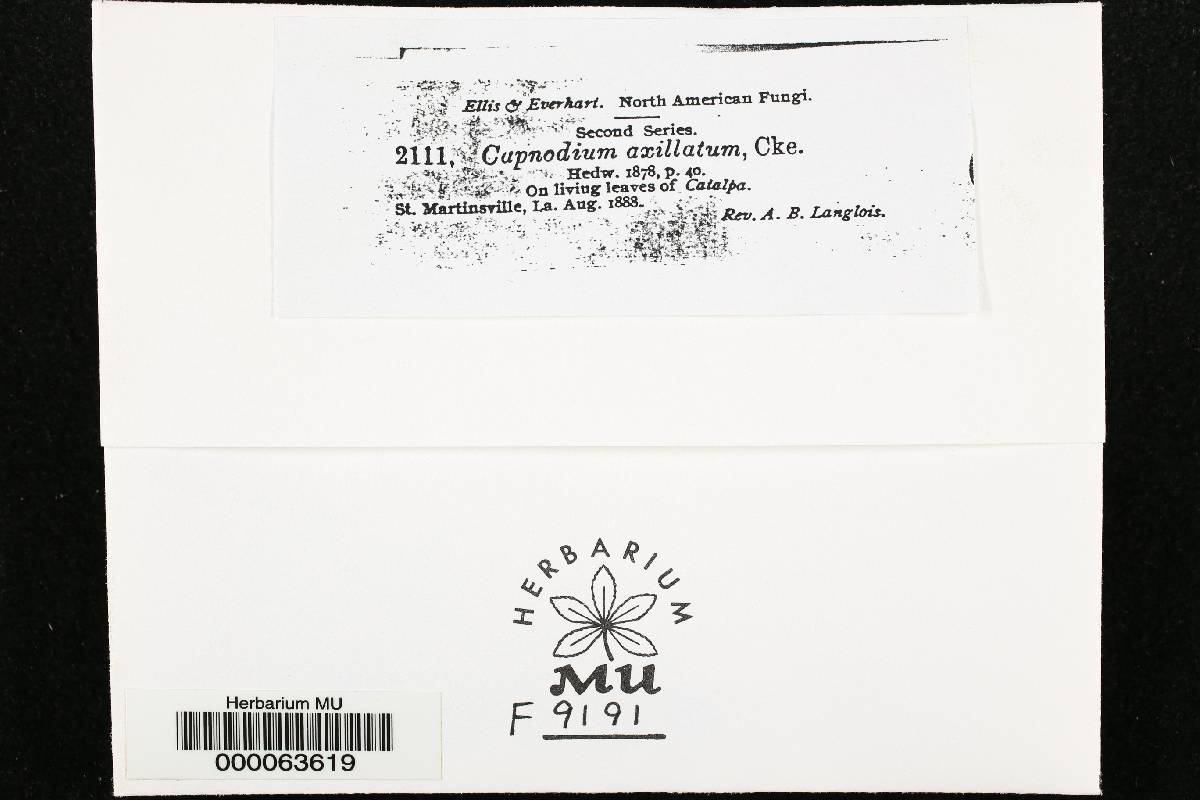 Ellis & Everhart. North American Fungi.
Second Series.
2111. Capnodium axillatum, Cke.
Hedw. 1878, p. 40.
On living leaves of Catalpa.
St. Martinsville, La. Aug. 1888.
Rev. A. B. Langlois.
HERBARIUM
MU
F 9191
Herbarium MU
000063619